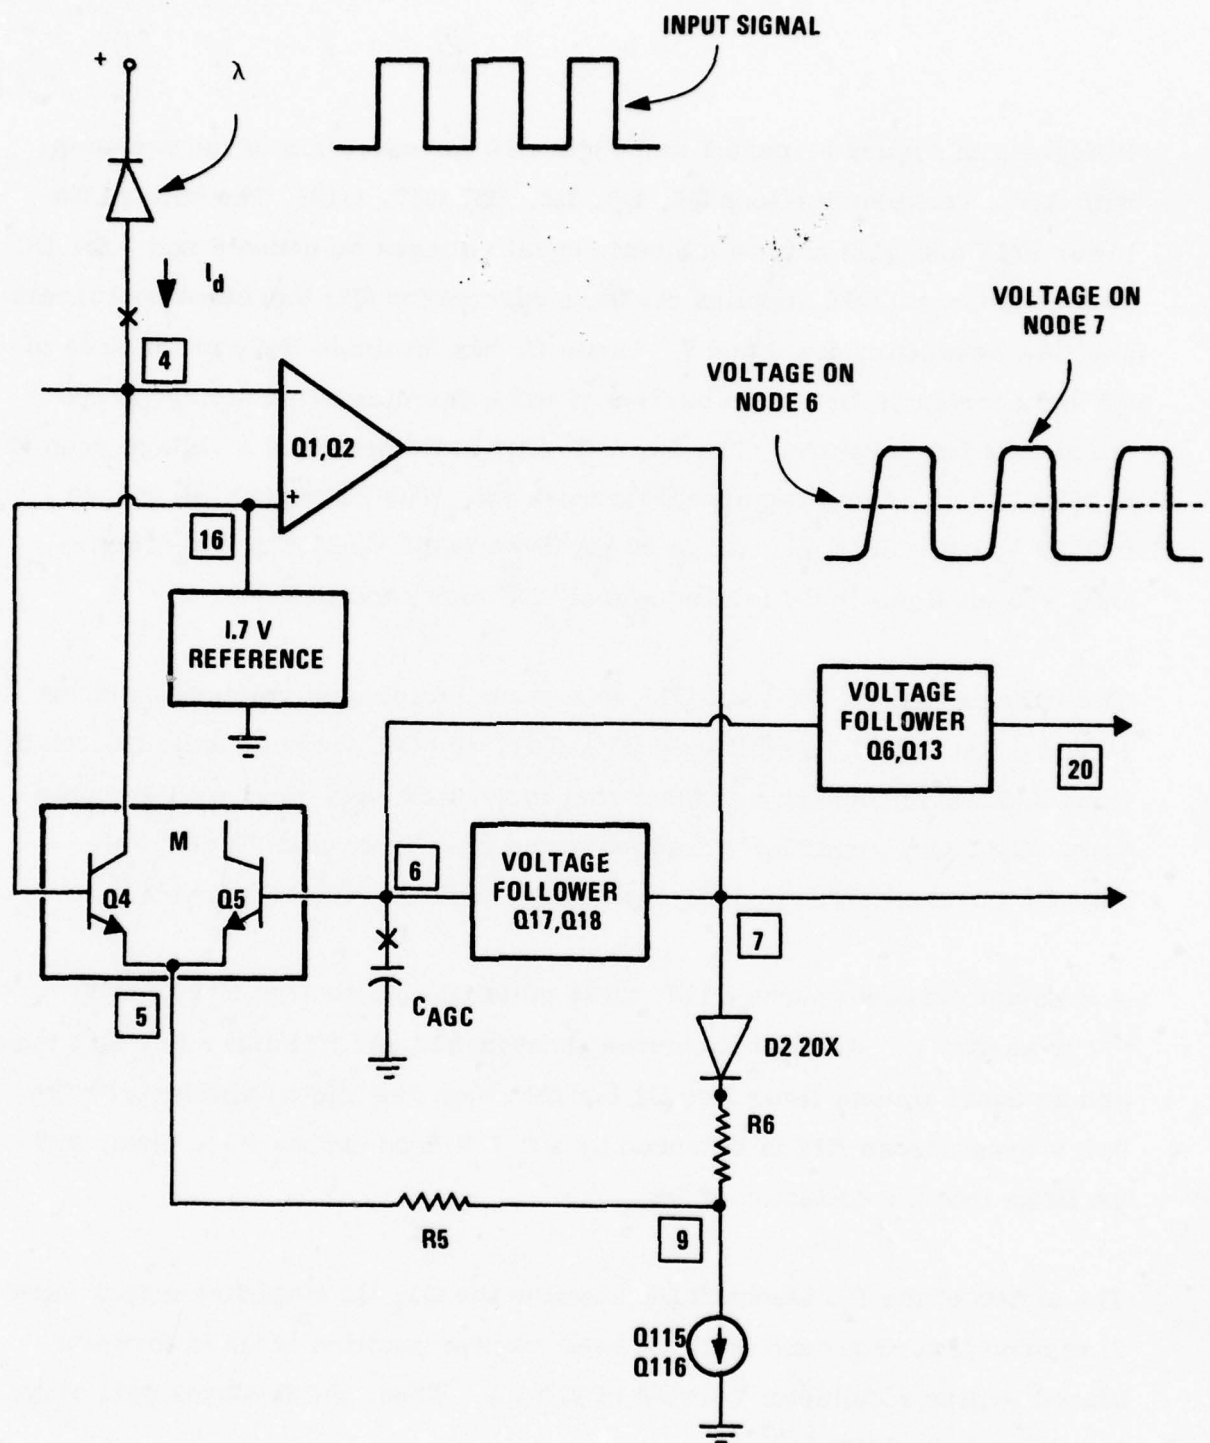 INPUT SIGNAL
+
λ
Id
4
VOLTAGE ON
NODE 7
VOLTAGE ON
NODE 6
−
Q1,Q2
+
16
1.7 V
REFERENCE
VOLTAGE
FOLLOWER
Q6,Q13
20
M
Q4
Q5
6
VOLTAGE
FOLLOWER
Q17,Q18
7
5
CAGC
D2 20X
R6
R5
9
Q115
Q116